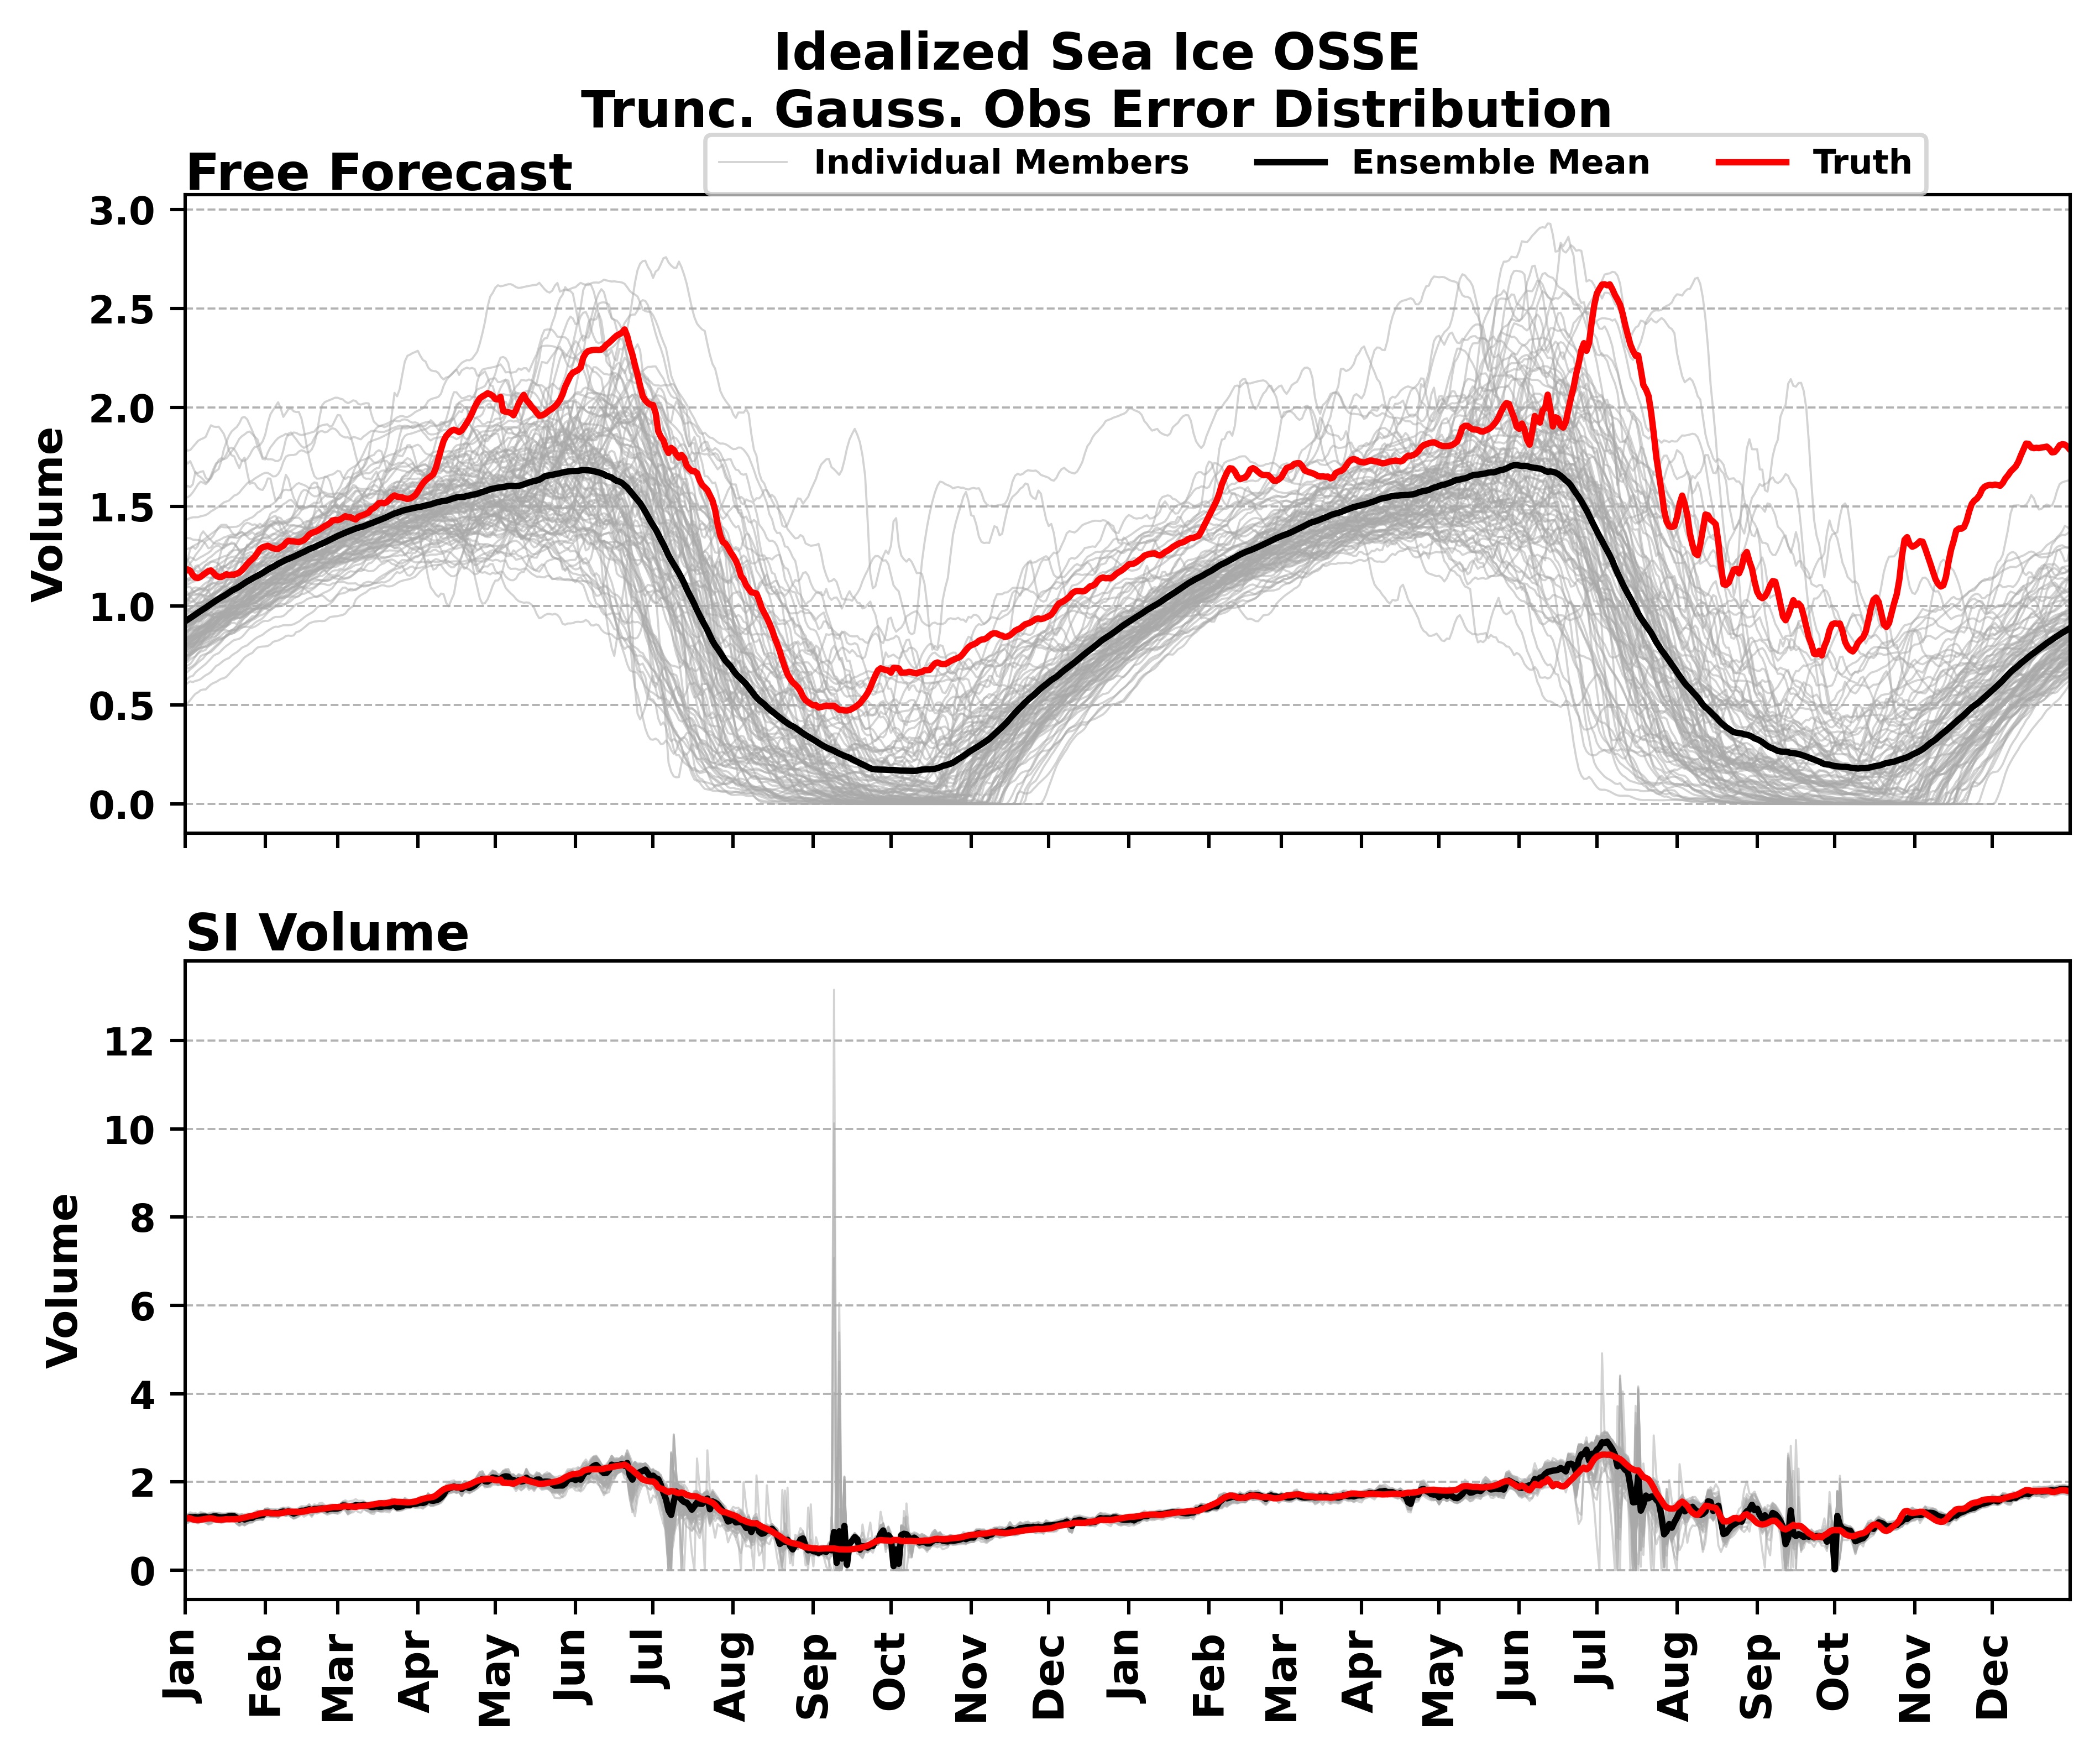 Idealized Sea Ice OSSE
Trunc. Gauss. Obs Error Distribution
Free Forecast
Individual Members Ensemble Mean Truth
Volume
3.0
2.5
2.0
1.5
1.0
0.5
0.0
SI Volume
Volume
12
10
8
6
4
2
0
Jan Feb Mar Apr May Jun Jul Aug Sep Oct Nov Dec Jan Feb Mar Apr May Jun Jul Aug Sep Oct Nov Dec